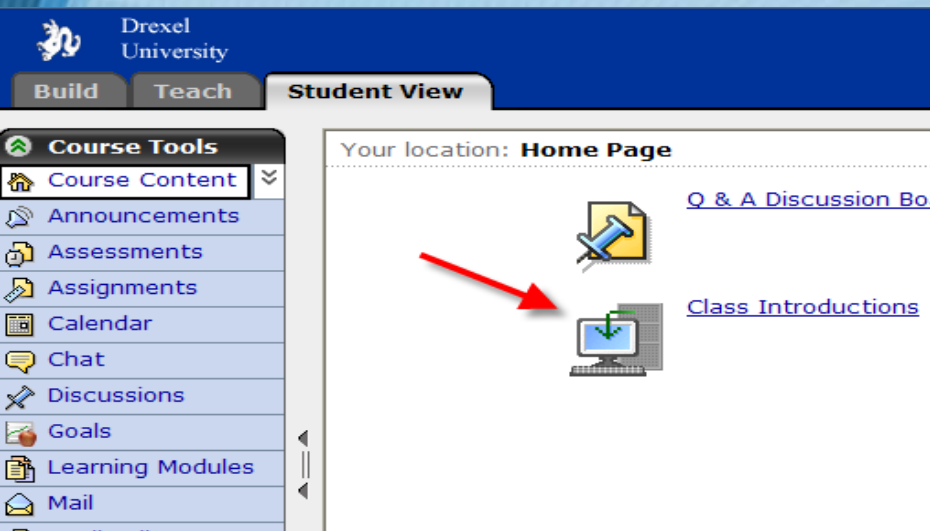 Drexel
University
Build Teach Student View
Course Tools
Your location: Home Page
Course Content
Announcements
Assessments
Assignments
Calendar
Chat
Discussions
Goals
Learning Modules
Mail
Q & A Discussion Bo
Class Introductions